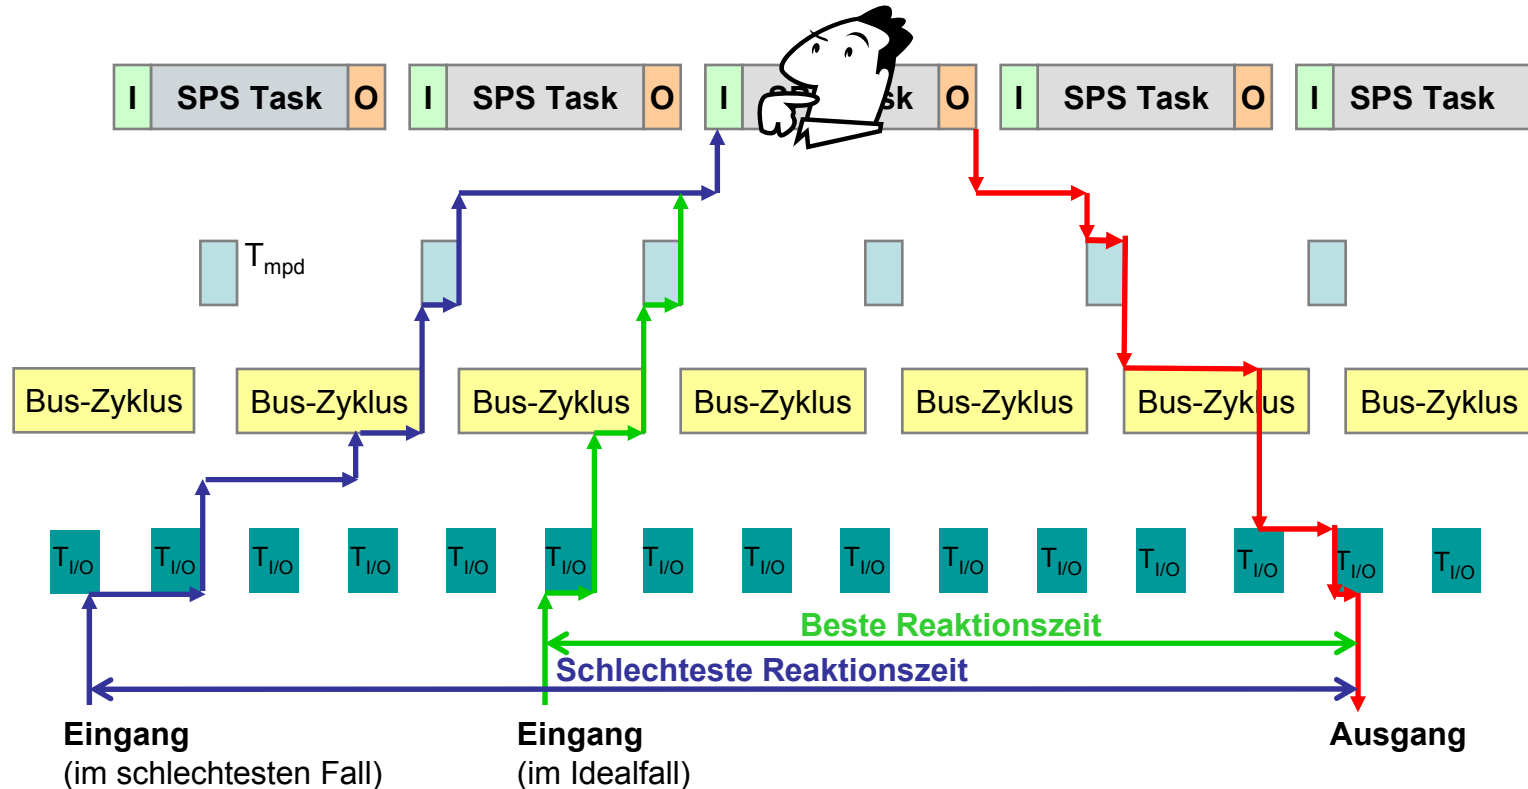 I SPS Task O I SPS Task O I SP sk O I SPS Task O I SPS Task
Tmpd
Bus-Zyklus Bus-Zyklus Bus-Zyklus Bus-Zyklus Bus-Zyklus Bus-Zyklus Bus-Zyklus
TI/O TI/O TI/O TI/O TI/O TI/O TI/O TI/O TI/O TI/O TI/O TI/O TI/O TI/O TI/O
Beste Reaktionszeit
Schlechteste Reaktionszeit
Eingang Eingang Ausgang
(im schlechtesten Fall) (im Idealfall)